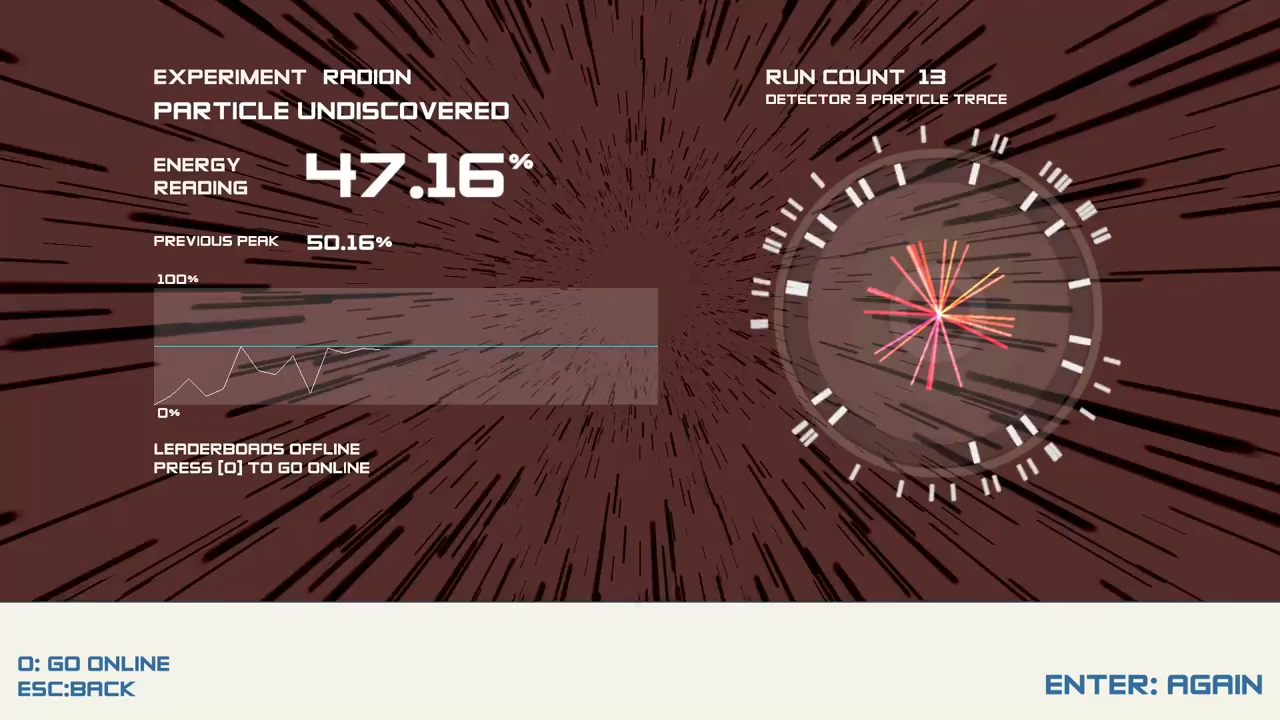 EXPERIMENT RADION
PARTICLE UNDISCOVERED
ENERGY
READING
47.16%
PREVIOUS PEAK 50.16%
100%
0%
LEADERBOARDS OFFLINE
PRESS [O] TO GO ONLINE
RUN COUNT 13
DETECTOR 3 PARTICLE TRACE
O: GO ONLINE
ESC:BACK
ENTER: AGAIN